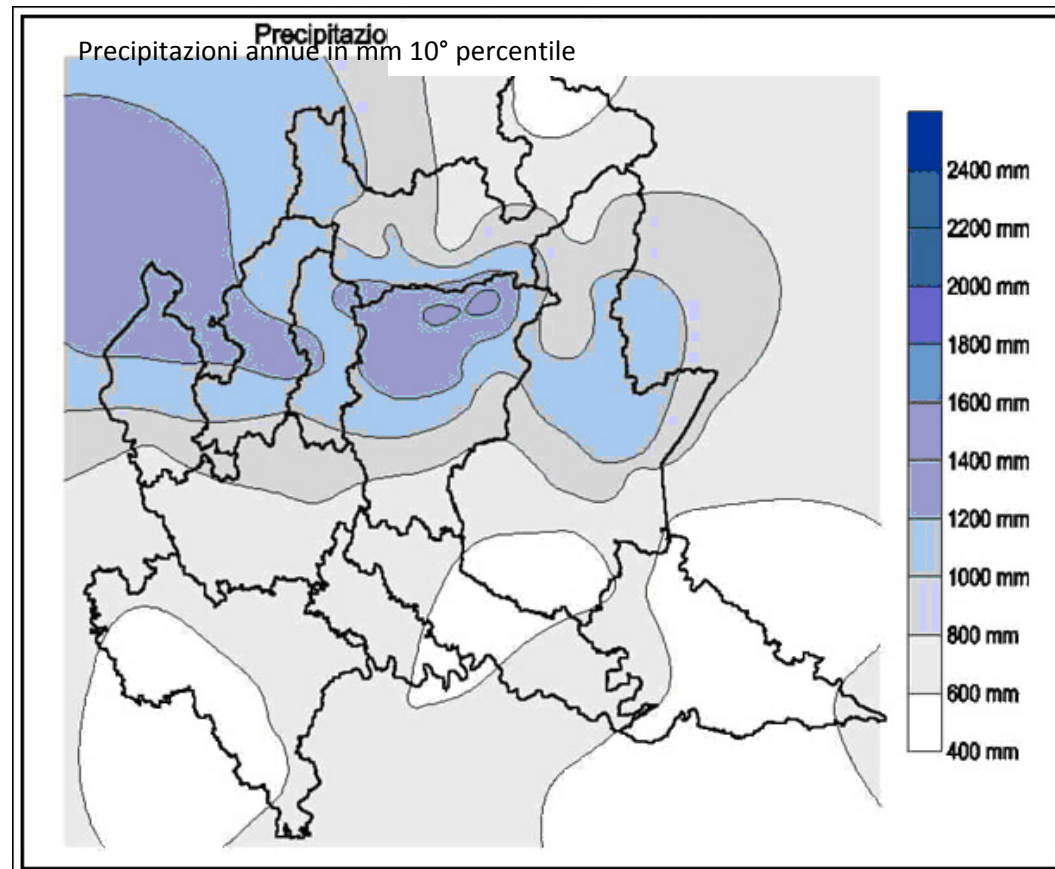 Precipitazio
Precipitazioni annue in mm 10° percentile
2400 mm
2200 mm
2000 mm
1800 mm
1600 mm
1400 mm
1200 mm
1000 mm
800 mm
600 mm
400 mm